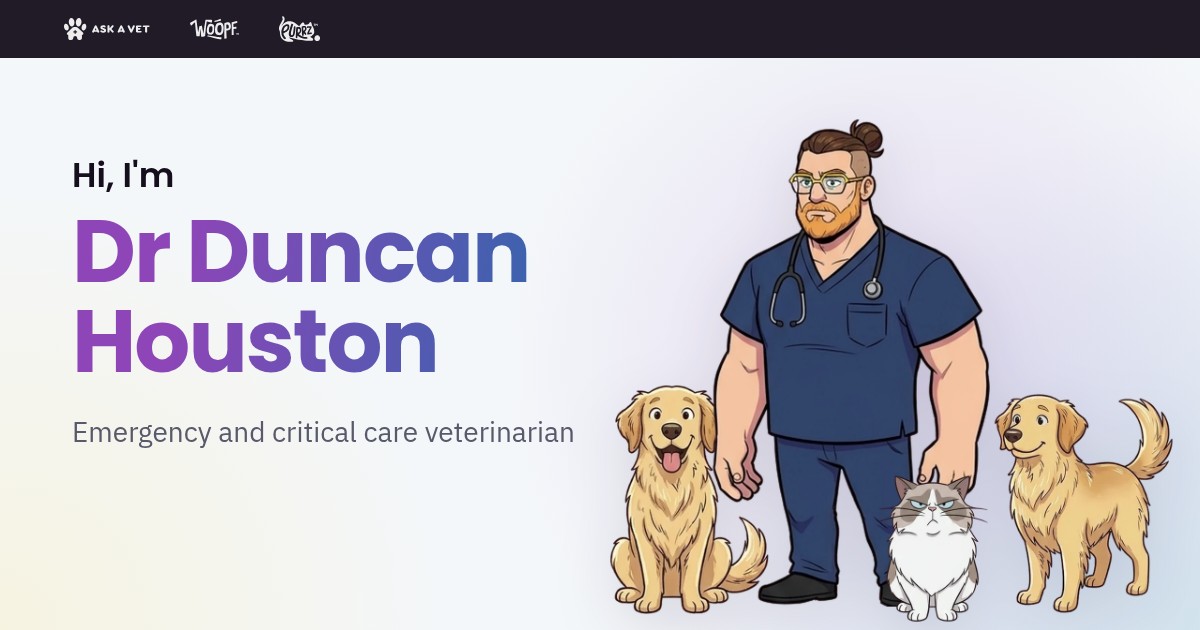 ASK A VET
WOOPF
PURRZ
Hi, I'm
Dr Duncan
Houston
Emergency and critical care veterinarian